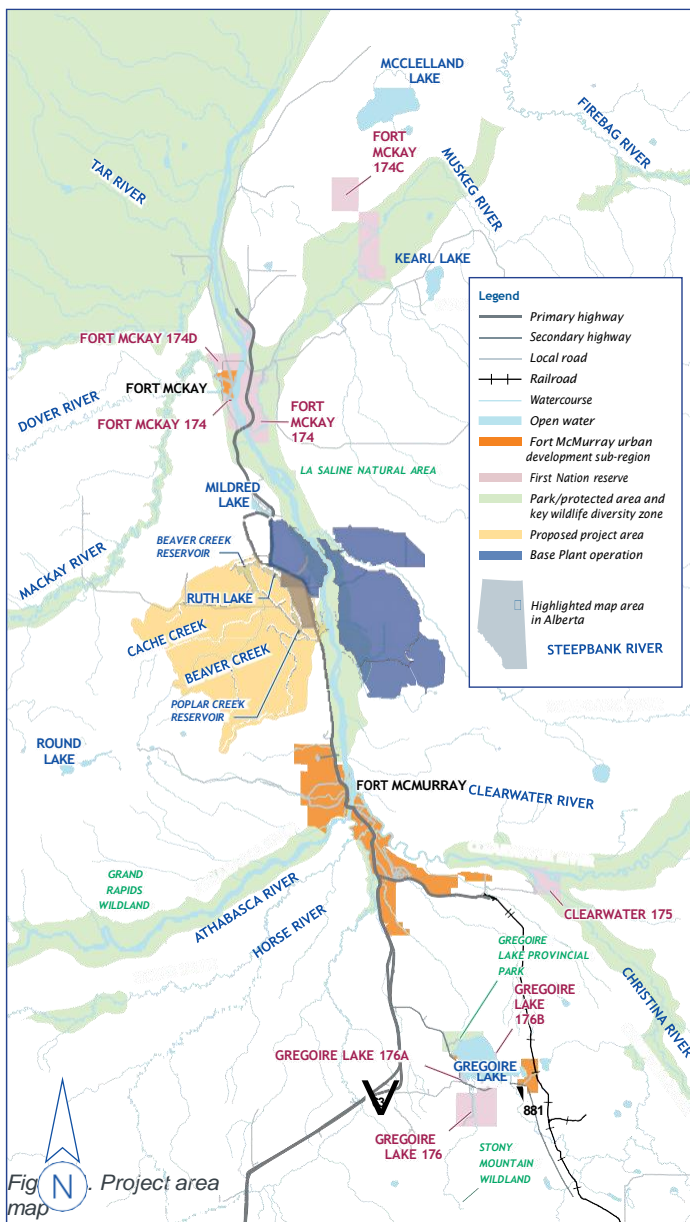 MCCLELLAND
LAKE
FIREBAG RIVER
FORT
MCKAY
174C
MUSKEG RIVER
TAR RIVER
KEARL LAKE
Legend
Primary highway
Secondary highway
Local road
Railroad
Watercourse
Open water
Fort McMurray urban
development sub-region
First Nation reserve
Park/protected area and
key wildlife diversity zone
Proposed project area
Base Plant operation
Highlighted map area
in Alberta
STEEPBANK RIVER
FORT MCKAY 174D
FORT MCKAY
DOVER RIVER
FORT MCKAY 174
FORT
MCKAY
174
LA SALINE NATURAL AREA
MILDRED
LAKE
BEAVER CREEK
RESERVOIR
MACKAY RIVER
RUTH LAKE
CACHE CREEK
BEAVER CREEK
POPLAR CREEK
RESERVOIR
ROUND
LAKE
FORT MCMURRAY
CLEARWATER RIVER
GRAND
RAPIDS
WILDLAND
ATHABASCA RIVER
HORSE RIVER
CLEARWATER 175
GREGOIRE
LAKE PROVINCIAL
PARK
CHRISTINA RIVER
GREGOIRE
LAKE
176B
GREGOIRE LAKE 176A
GREGOIRE
LAKE
881
GREGOIRE
LAKE 176
STONY
MOUNTAIN
WILDLAND
N
Fig . Project area
map